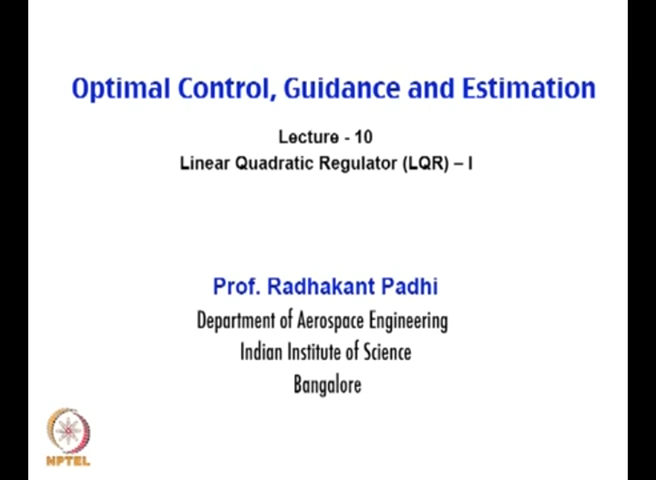 Optimal Control, Guidance and Estimation
Lecture - 10
Linear Quadratic Regulator (LQR) – I
Prof. Radhakant Padhi
Department of Aerospace Engineering
Indian Institute of Science
Bangalore
NPTEL